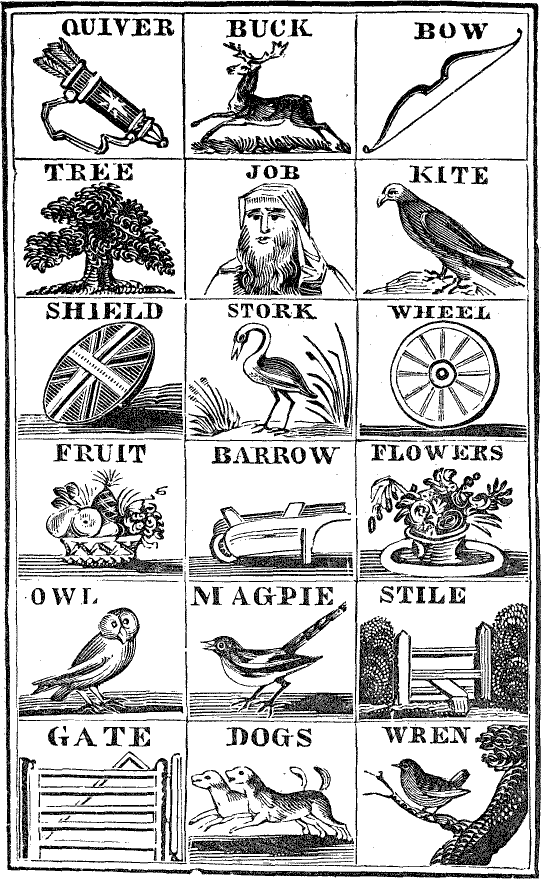 QUIVER
BUCK
BOW
TREE
JOB
KITE
SHIELD
STORK
WHEEL
FRUIT
BARROW
FLOWERS
OWL
MAGPIE
STILE
GATE
DOGS
WREN